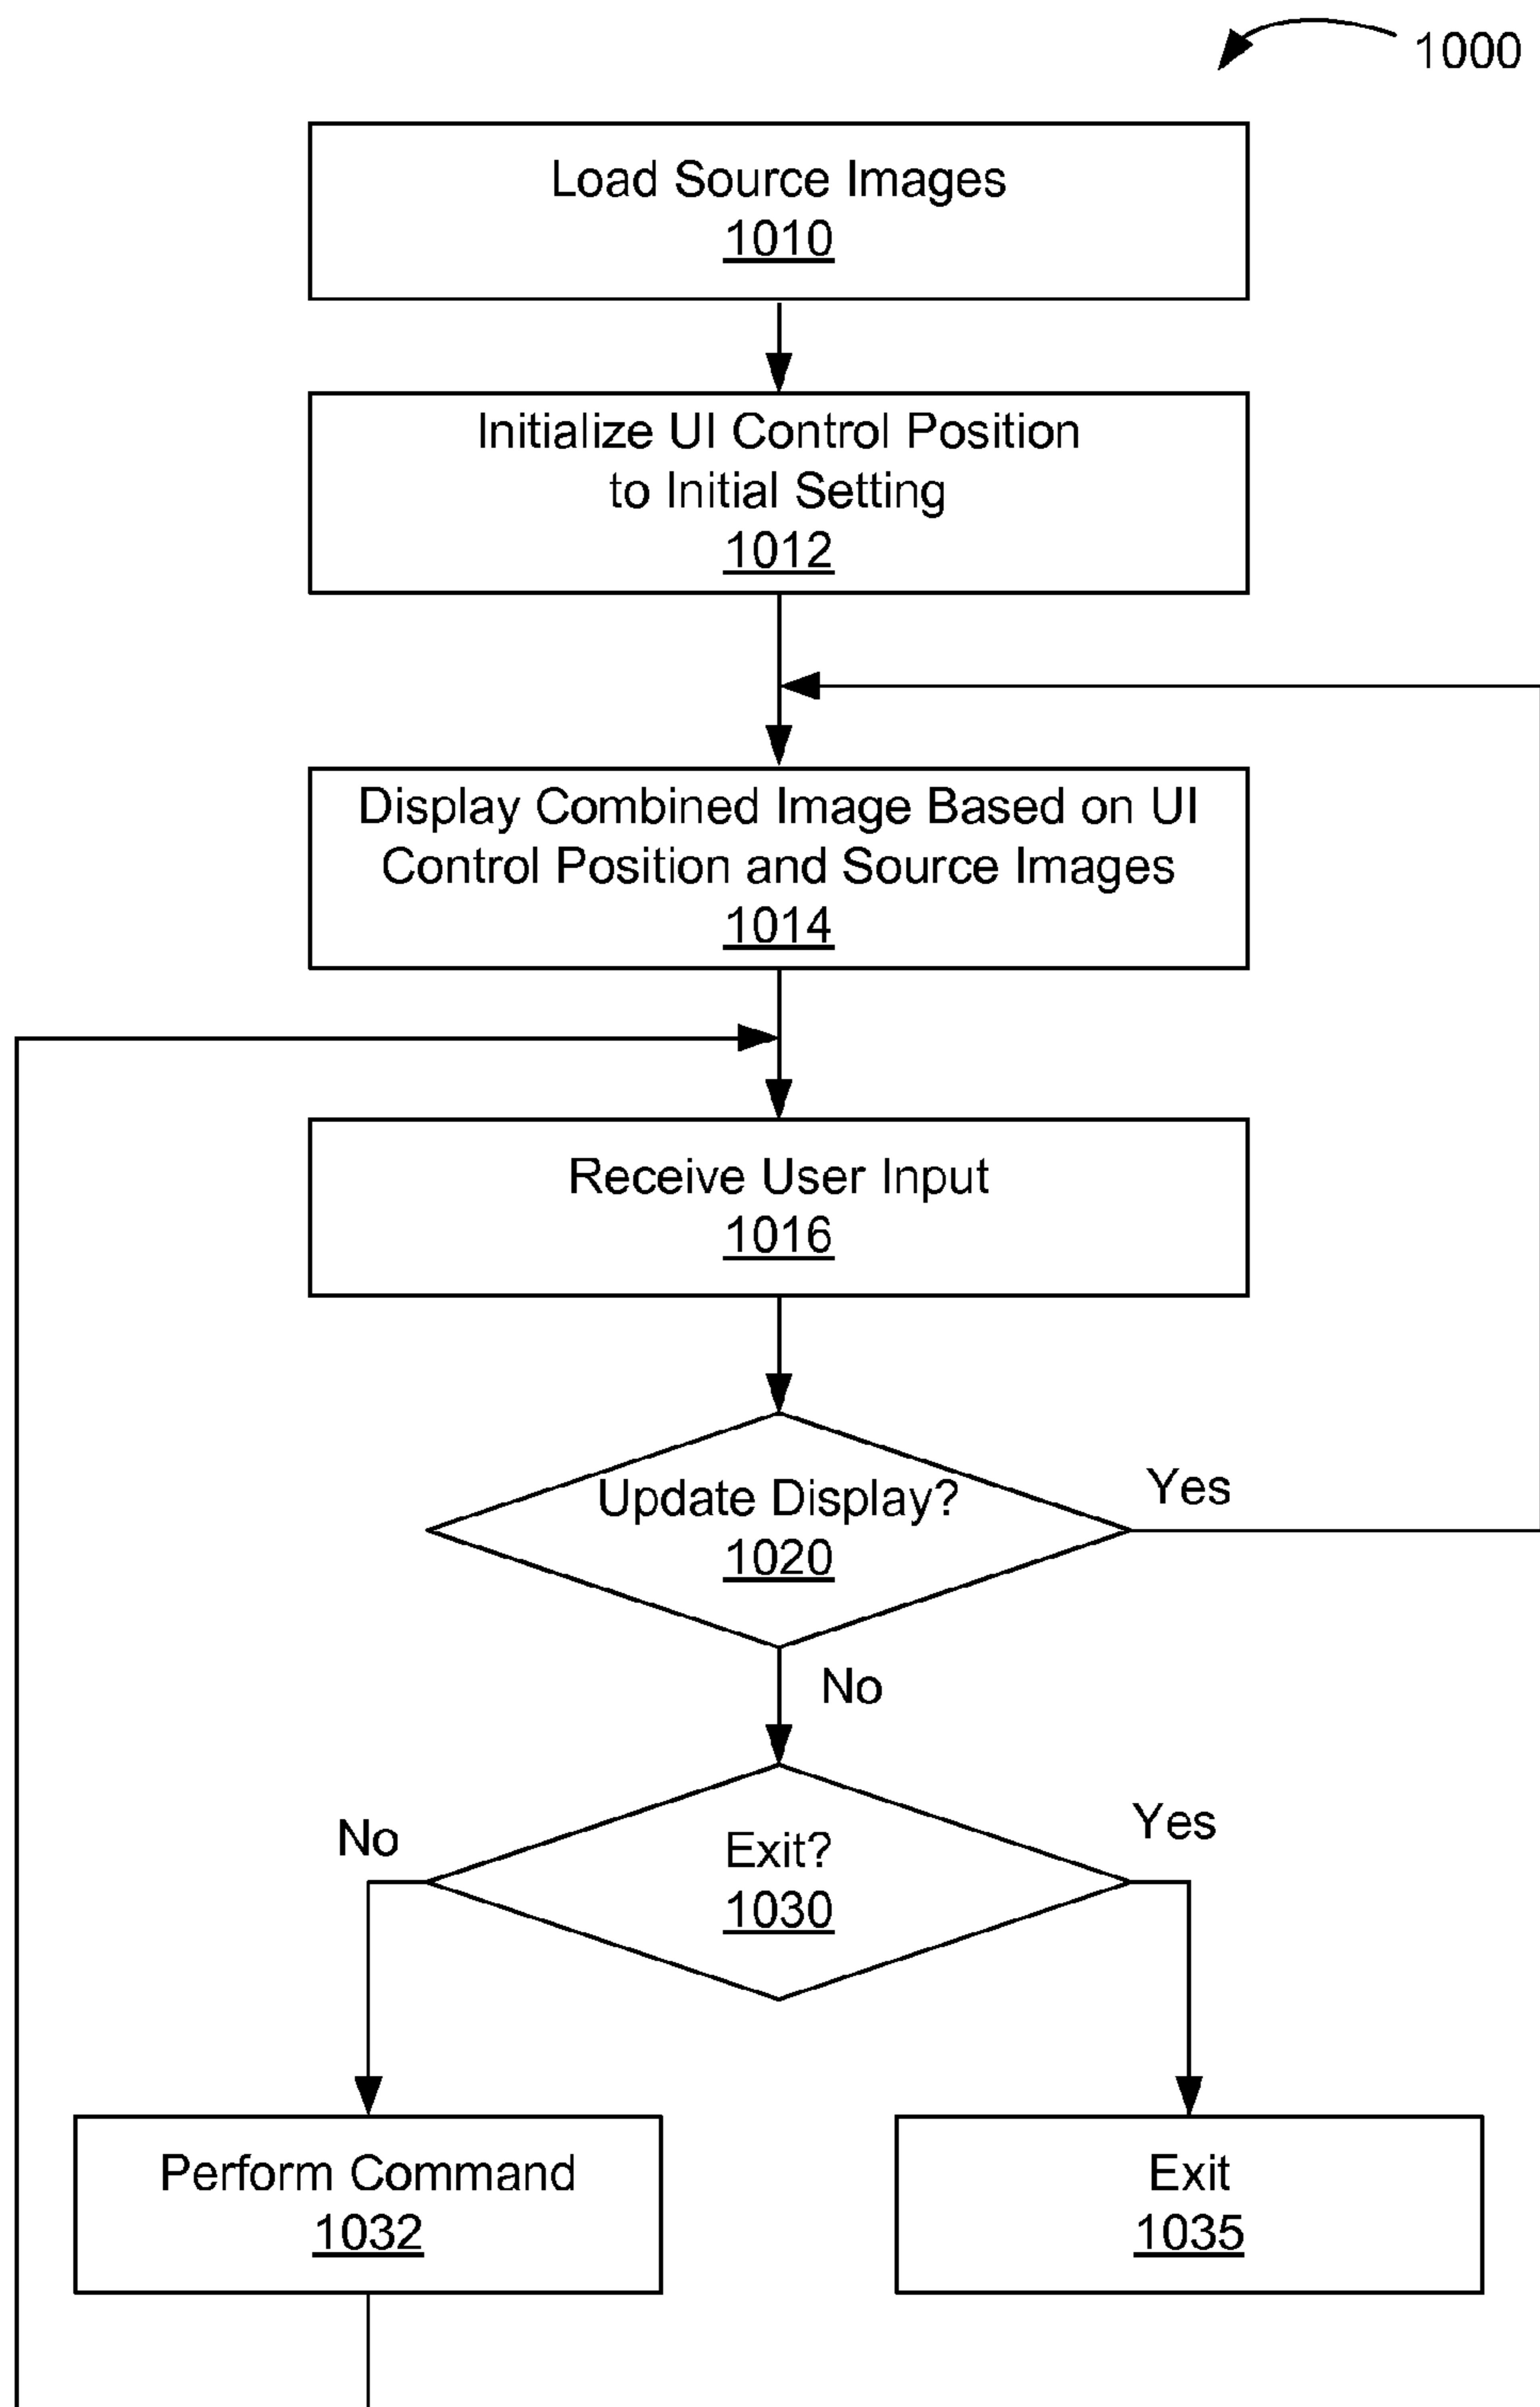 1000
Load Source Images
1010
Initialize UI Control Position
to Initial Setting
1012
Display Combined Image Based on UI
Control Position and Source Images
1014
Receive User Input
1016
Update Display?
1020
Yes
No
Exit?
1030
No
Yes
Perform Command
1032
Exit
1035